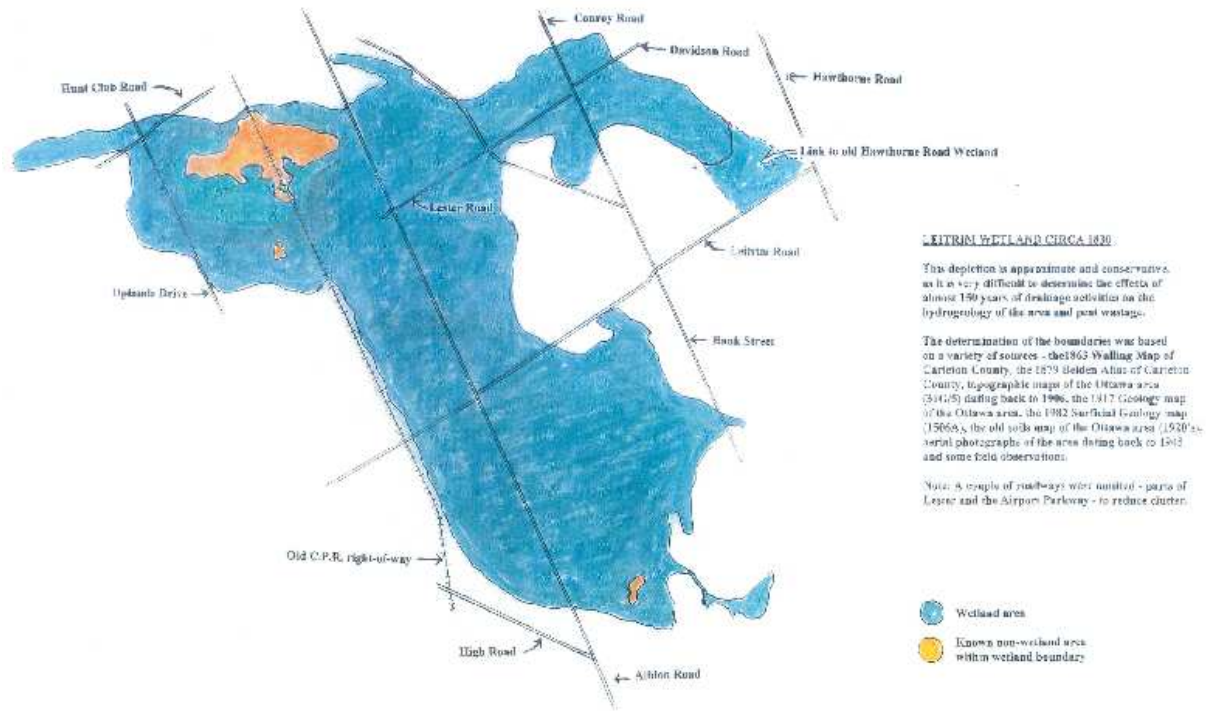 Conroy Road
Davidson Road
Hawthorne Road
Hunt Club Road
Link to old Hawthorne Road Wetland
Lester Road
Leitrim Road
Uplands Drive
Bank Street
Old C.P.R. right-of-way
High Road
Albion Road
LEITRIM WETLAND CIRCA 1830
This depiction is approximate and conservative,
as it is very difficult to determine the effects of
almost 150 years of drainage activities on the
hydrogeology of the area and peat wastage.
The determination of the boundaries was based
on a variety of sources - the1863 Walling Map of
Carleton County, the 1879 Belden Atlas of Carleton
County, topographic maps of the Ottawa area
(31G/5) dating back to 1906, the 1917 Geology map
of the Ottawa area, the 1982 Surficial Geology map
(1506A), the old soils map of the Ottawa area (1920's),
aerial photographs of the area dating back to 1945
and some field observations.
Note: A couple of roadways were omitted - parts of
Lester and the Airport Parkway - to reduce clutter.
Wetland area
Known non-wetland area
within wetland boundary